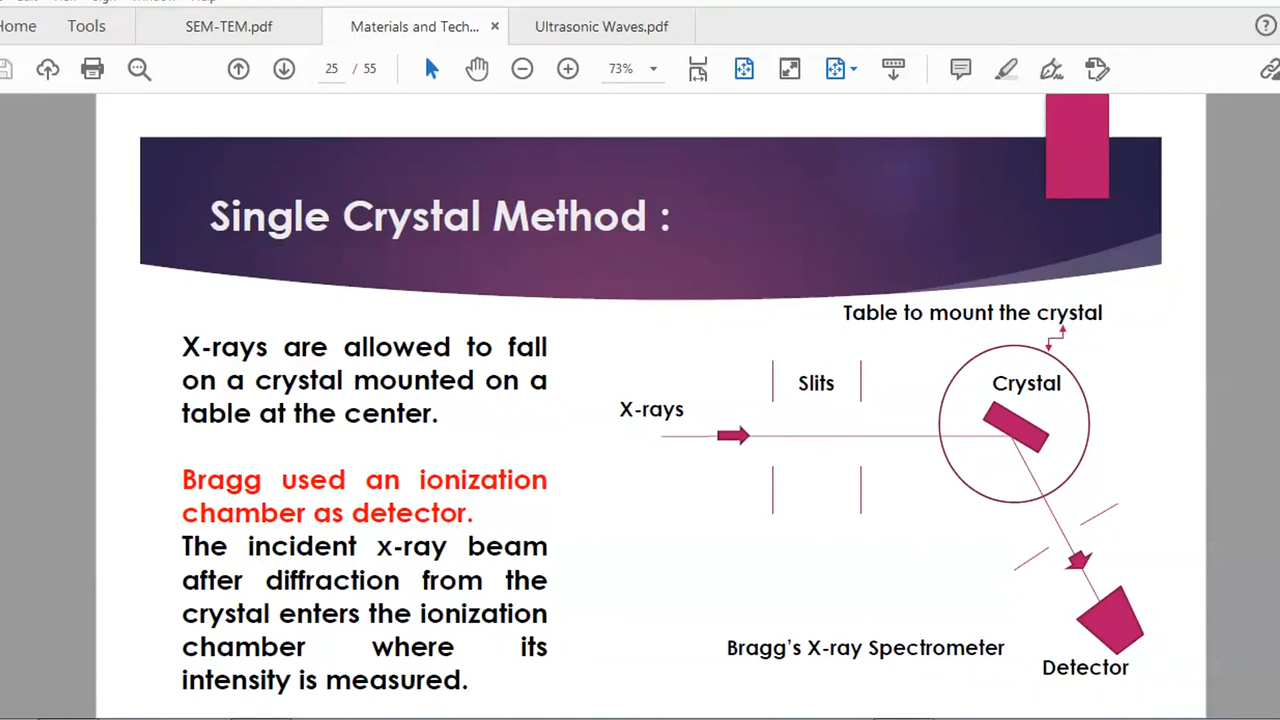 Home
Tools
SEM-TEM.pdf
Materials and Tech... ×
Ultrasonic Waves.pdf
25 / 55
73%
Single Crystal Method :
X-rays are allowed to fall
on a crystal mounted on a
table at the center.
Bragg used an ionization
chamber as detector.
The incident x-ray beam
after diffraction from the
crystal enters the ionization
chamber where its
intensity is measured.
Table to mount the crystal
Slits
Crystal
X-rays
Bragg's X-ray Spectrometer
Detector